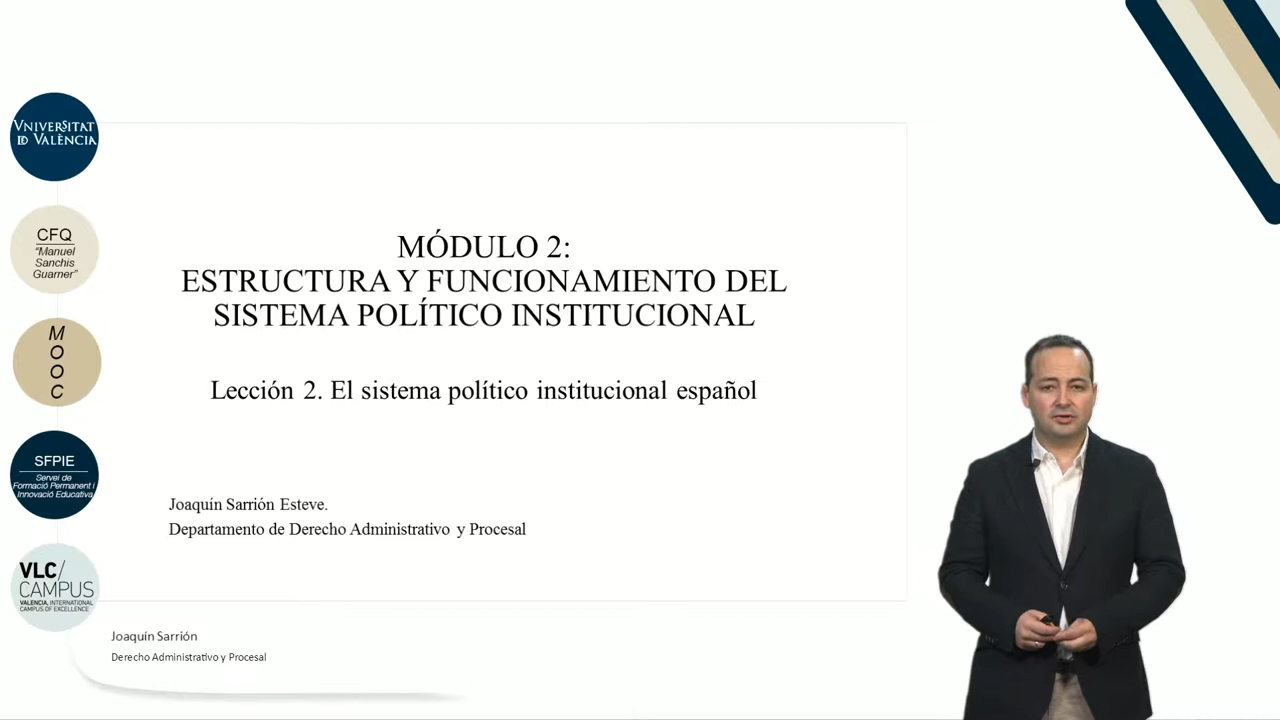 VNIVERSITAT
ID VALÈNCIA
CFQ
“Manuel
Sanchis
Guarner”
M
O
O
C
SFPIE
Servei de
Formació Permanent i
Innovació Educativa
VLC/
CAMPUS
VALENCIA, INTERNATIONAL
CAMPUS OF EXCELLENCE
MÓDULO 2:
ESTRUCTURA Y FUNCIONAMIENTO DEL
SISTEMA POLÍTICO INSTITUCIONAL
Lección 2. El sistema político institucional español
Joaquín Sarrión Esteve.
Departamento de Derecho Administrativo y Procesal
Joaquín Sarrión
Derecho Administrativo y Procesal